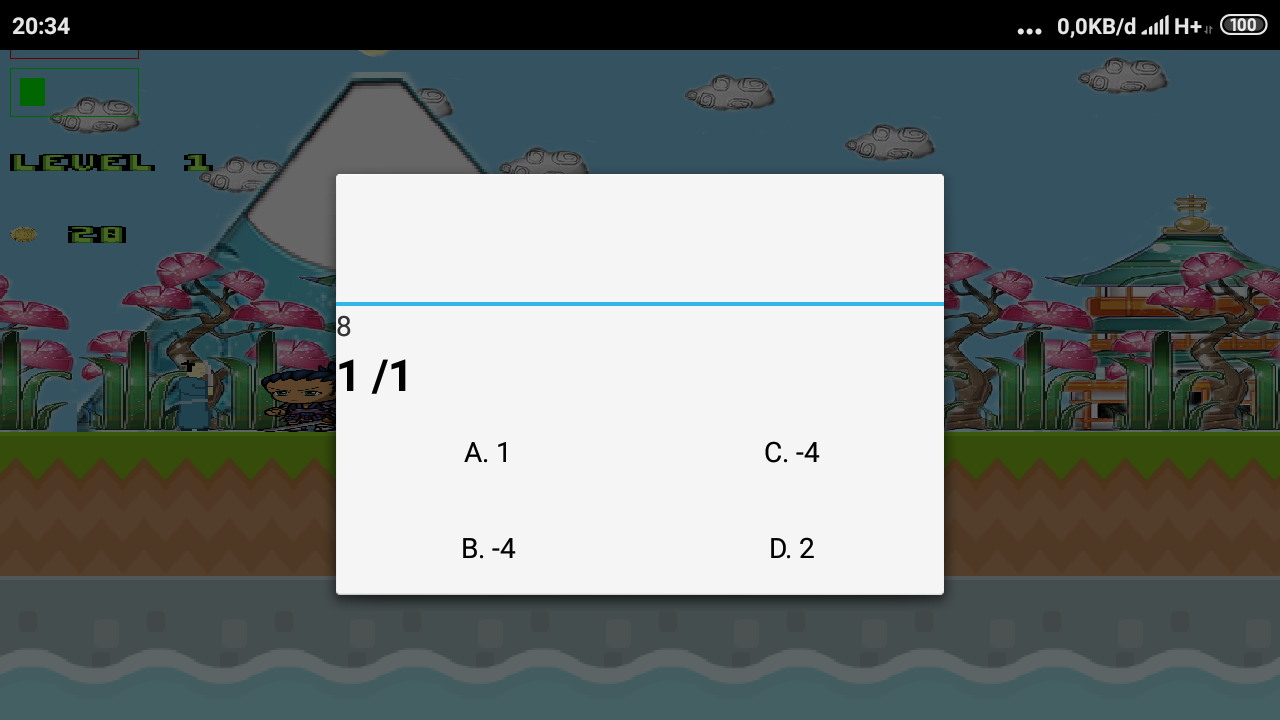 20:34
... 0,0KB/d H+ 100
LEVEL 1
20
8
1 /1
A. 1
C. -4
B. -4
D. 2